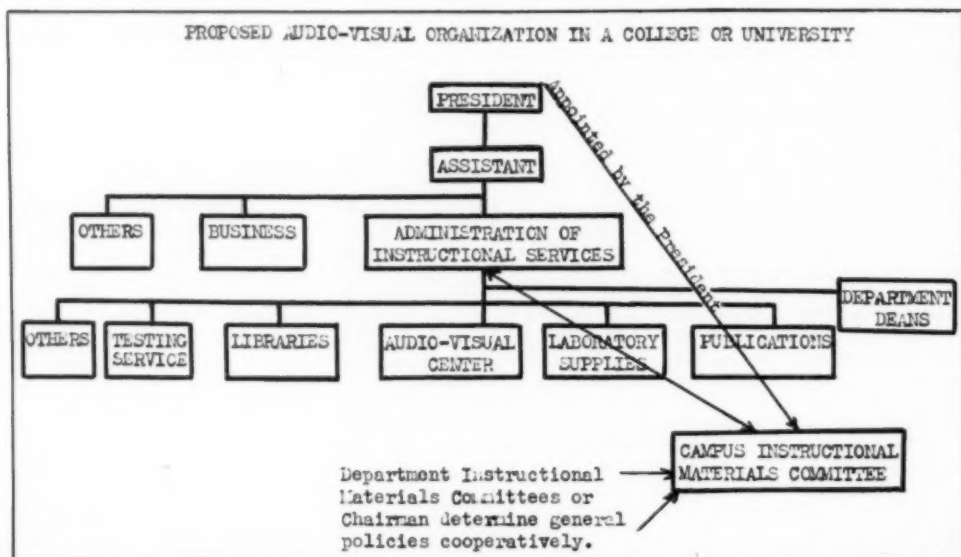 PROPOSED AUDIO-VISUAL ORGANIZATION IN A COLLEGE OR UNIVERSITY
PRESIDENT
Appointed by the President
ASSISTANT
OTHERS
BUSINESS
ADMINISTRATION OF
INSTRUCTIONAL SERVICES
DEPARTMENT
DEANS
OTHERS
TESTING
SERVICE
LIBRARIES
AUDIO-VISUAL
CENTER
LABORATORY
SUPPLIES
PUBLICATIONS
CAMPUS INSTRUCTIONAL
MATERIALS COMMITTEE
Department Instructional
Materials Committees or
Chairman determine general
policies cooperatively.